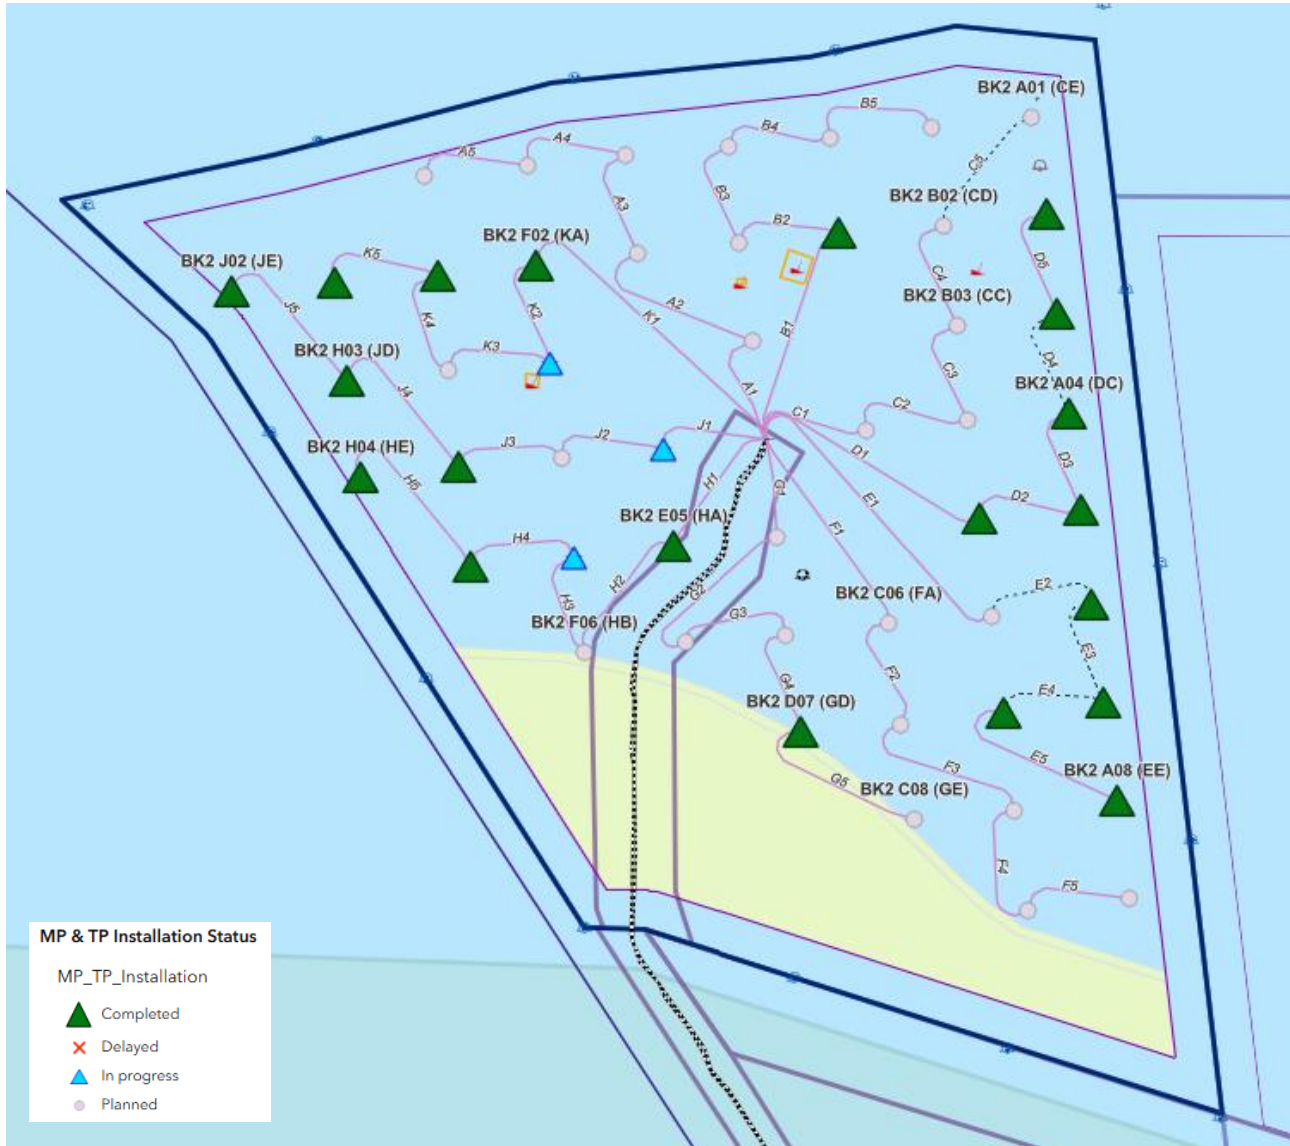 BK2 A01 (CE)
B5
B4
A4
A5
C5
B3
BK2 B02 (CD)
A3
B2
BK2 F02 (KA)
K5
BK2 J02 (JE)
D5
C4
BK2 B03 (CC)
J5
K4
K2
A2
K1
B1
K3
BK2 H03 (JD)
D4
C3
BK2 A04 (DC)
J4
A1
C2
C1
J1
J2
J3
BK2 H04 (HE)
D1
D3
H5
H1
G1
E1
D2
BK2 E05 (HA)
F1
H4
H2
E2
G2
BK2 C06 (FA)
H3
G3
BK2 F06 (HB)
E3
F2
G4
E4
BK2 D07 (GD)
E5
F3
BK2 A08 (EE)
G5
BK2 C08 (GE)
F4
F5
MP & TP Installation Status
MP_TP_Installation
Completed
Delayed
In progress
Planned